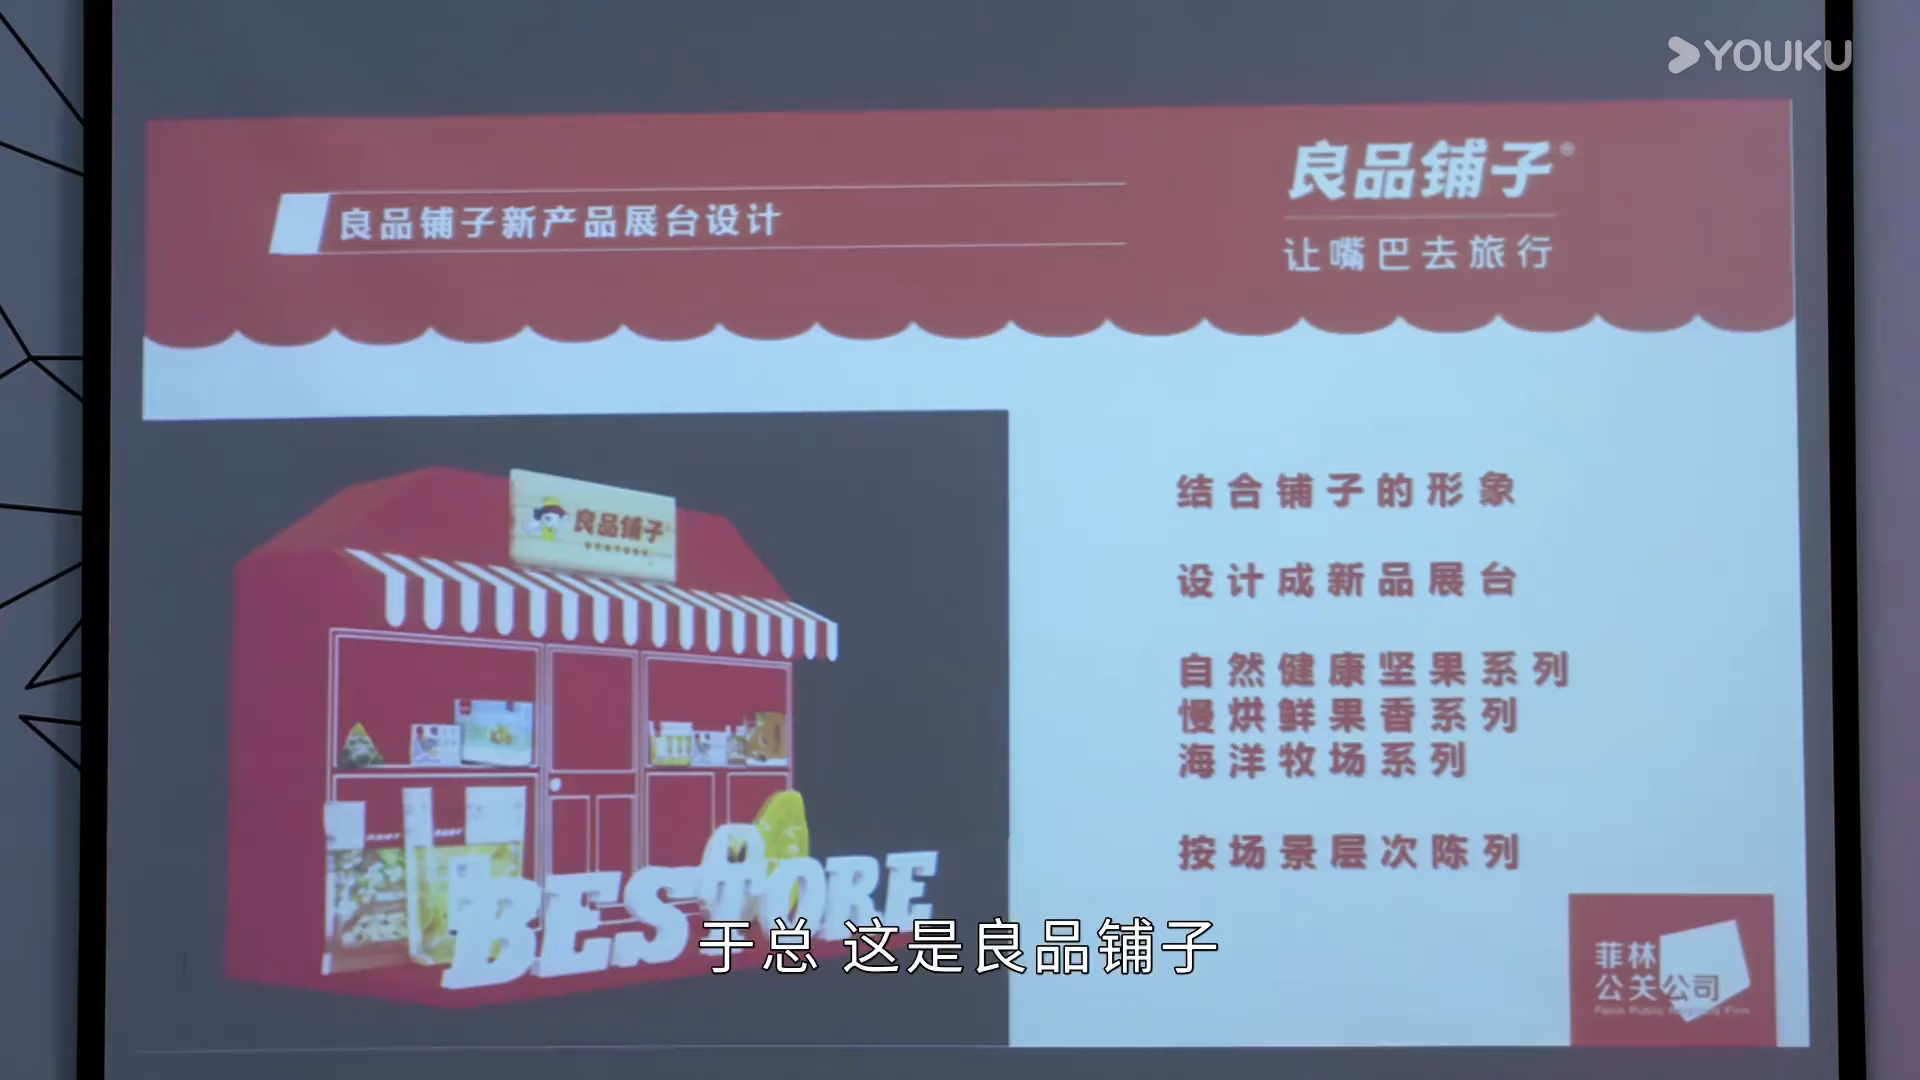 YOUKU
良品铺子®
良品铺子新产品展台设计
让嘴巴去旅行
结合铺子的形象
良品铺子
设计成新品展台
自然健康坚果系列
慢烘鲜果香系列
海洋牧场系列
按场景层次陈列
BESTORE
于总 这是良品铺子
菲林
公关公司